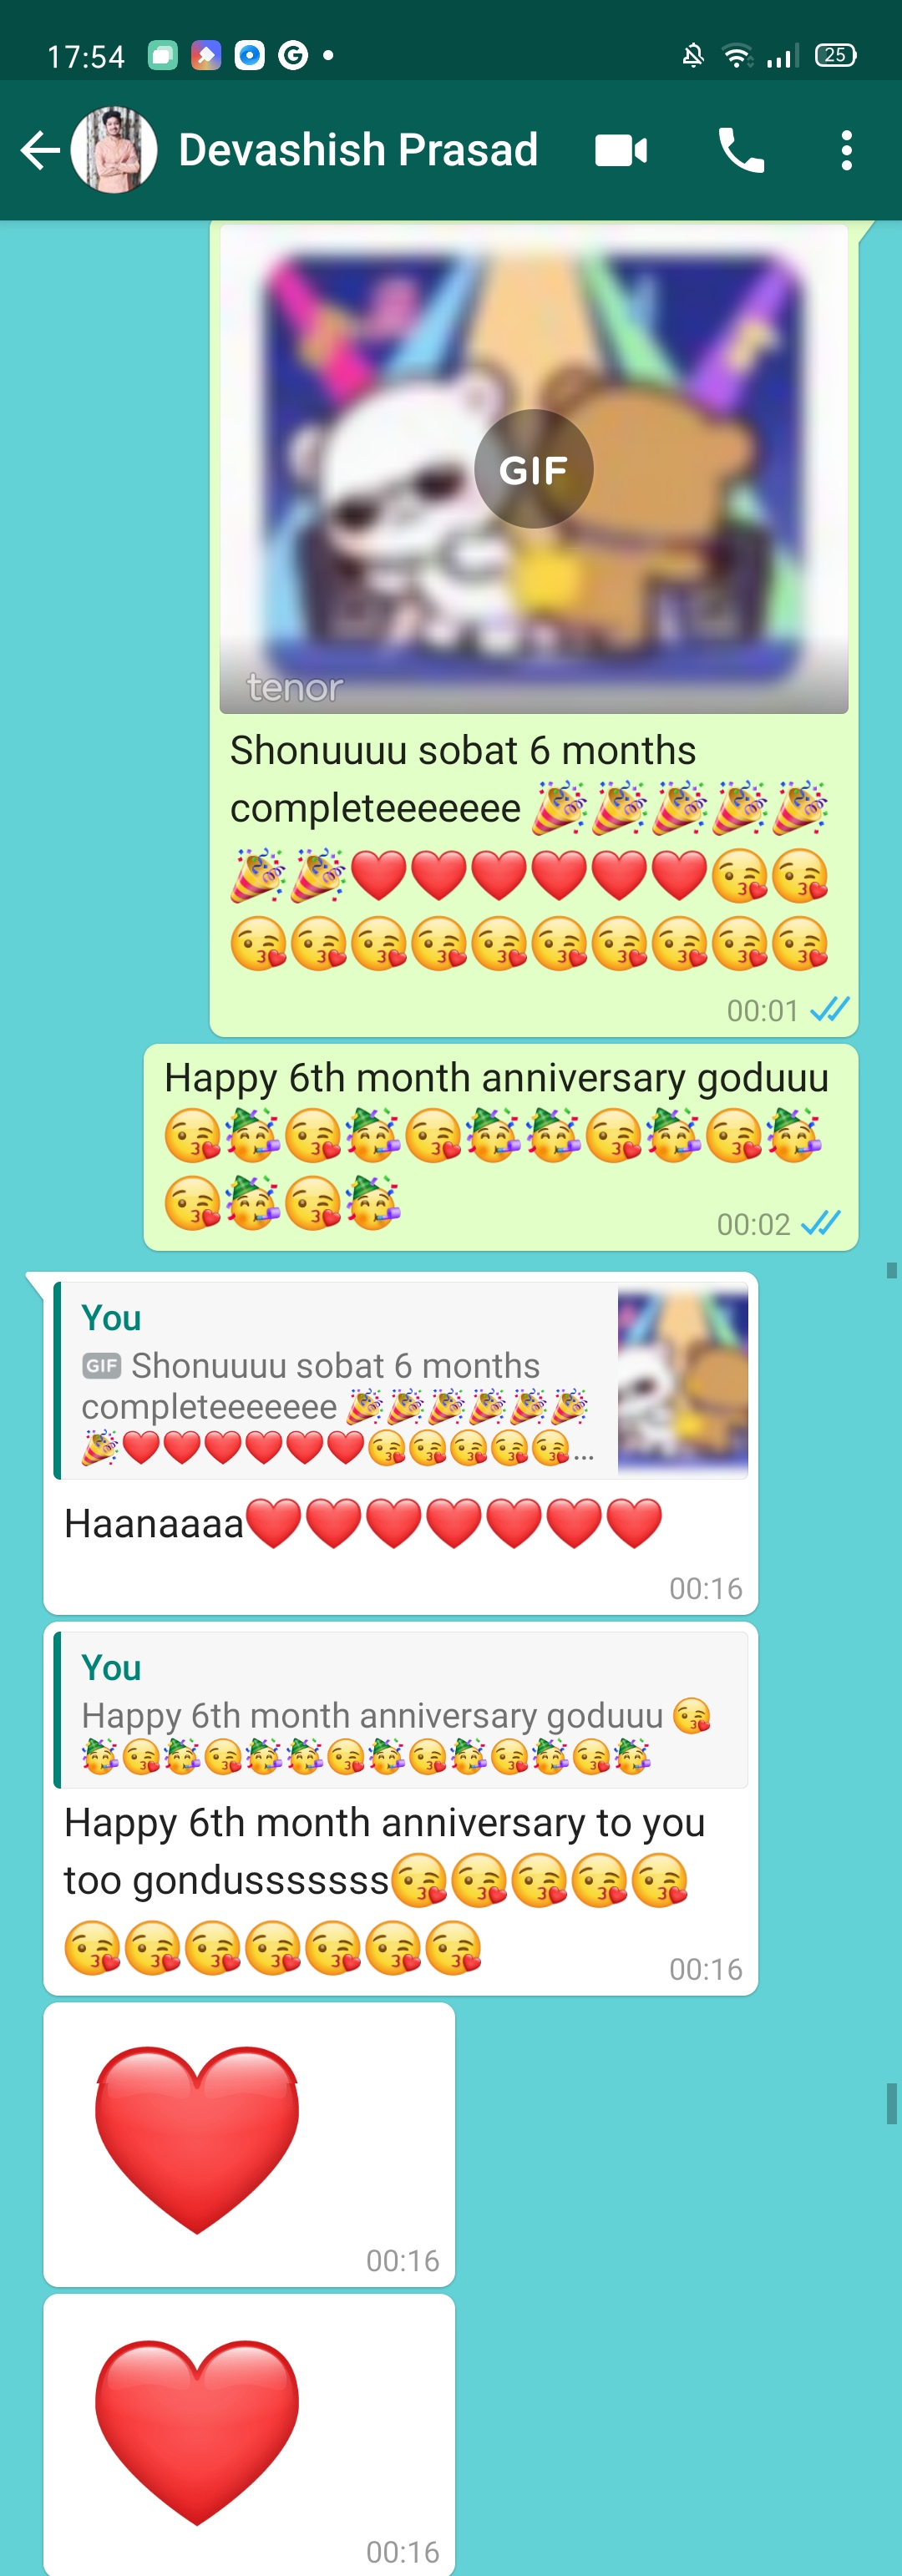 17:54
25
Devashish Prasad
GIF
tenor
Shonuuuu sobat 6 months
completeeeeeee 🎉🎉🎉🎉🎉
🎉🎉❤️❤️❤️❤️❤️❤️😘😘
😘😘😘😘😘😘😘😘😘😘
00:01
Happy 6th month anniversary goduuu
😘🥳😘🥳😘🥳🥳😘🥳😘🥳
😘🥳😘🥳
00:02
You
GIF Shonuuuu sobat 6 months
completeeeeeee 🎉🎉🎉🎉🎉🎉
🎉❤️❤️❤️❤️❤️❤️😘😘😘😘😘...
Haanaaaa❤️❤️❤️❤️❤️❤️❤️
00:16
You
Happy 6th month anniversary goduuu 😘
🥳😘🥳😘🥳🥳😘🥳😘🥳😘🥳😘🥳
Happy 6th month anniversary to you
too gondusssssss😘😘😘😘😘
😘😘😘😘😘😘😘
00:16
❤️
00:16
❤️
00:16